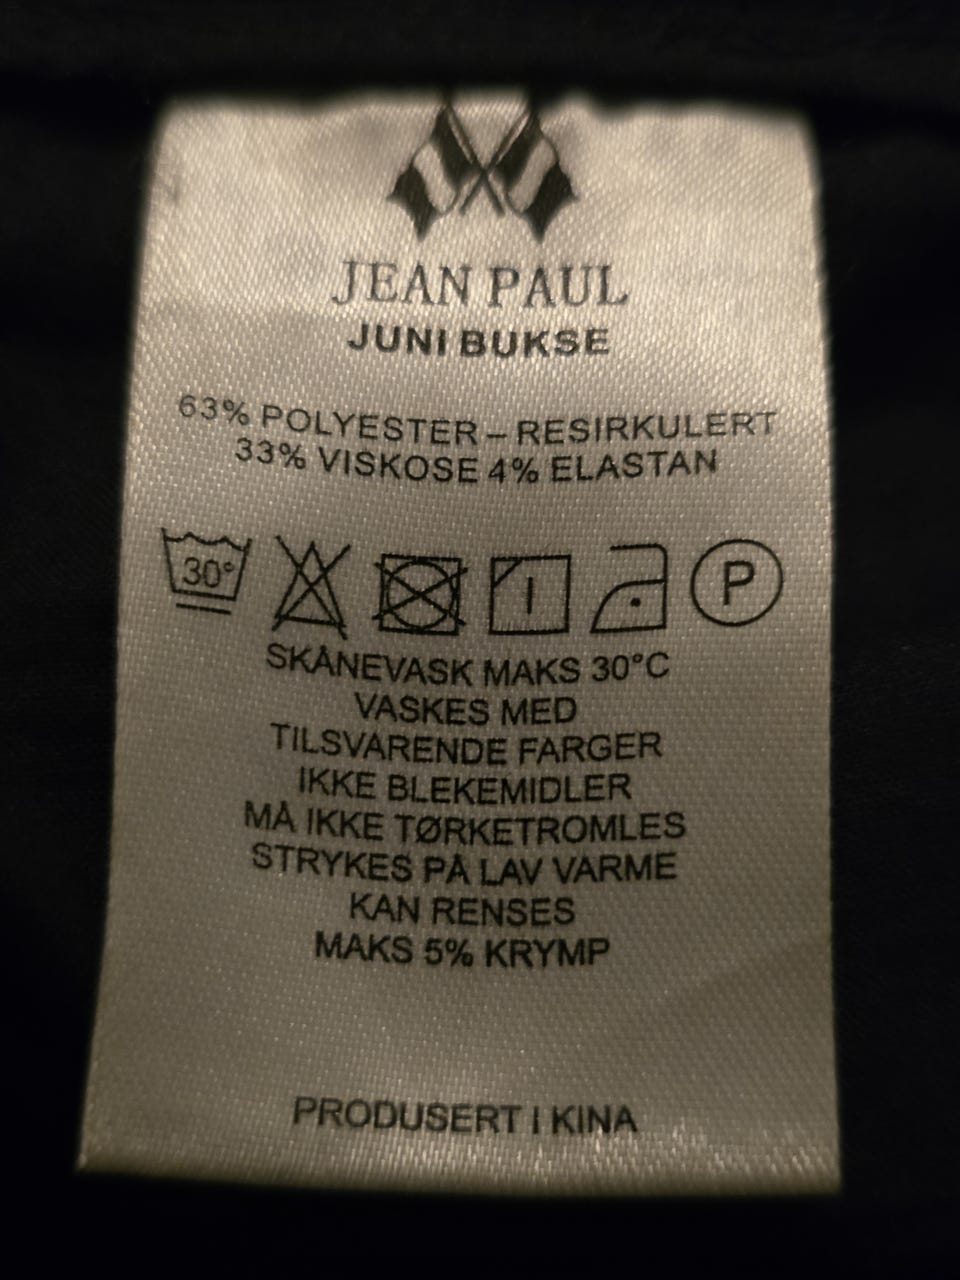 JEAN PAUL
JUNI BUKSE
63% POLYESTER – RESIRKULERT
33% VISKOSE 4% ELASTAN
30° P
SKÅNEVASK MAKS 30°C
VASKES MED
TILSVARENDE FARGER
IKKE BLEKEMIDLER
MÅ IKKE TØRKETROMLES
STRYKES PÅ LAV VARME
KAN RENSES
MAKS 5% KRYMP
PRODUSERT I KINA